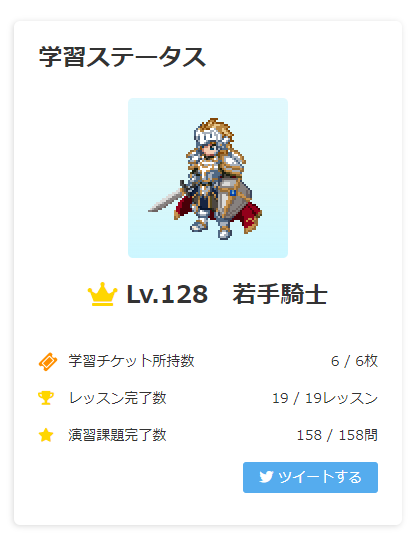 学習ステータス
Lv.128　若手騎士
学習チケット所持数 6 / 6枚
レッスン完了数 19 / 19レッスン
演習課題完了数 158 / 158問
ツイートする